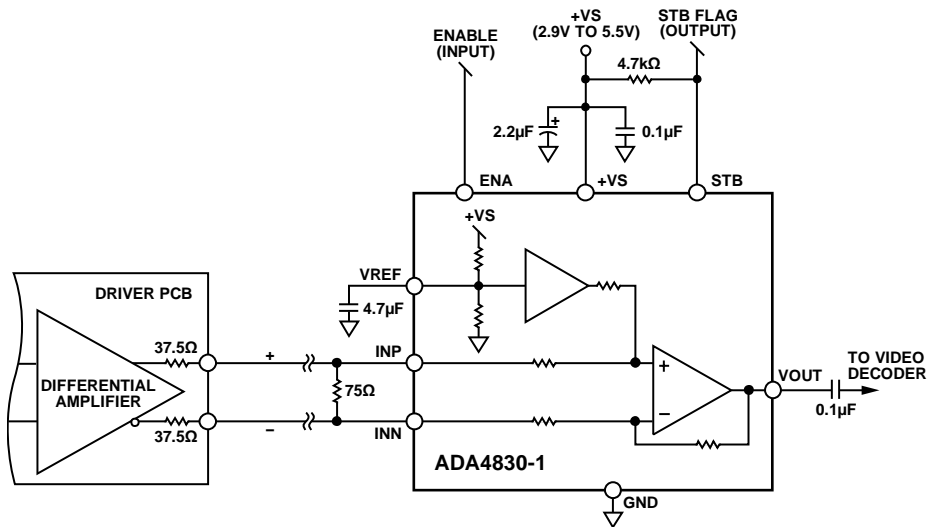 ENABLE
(INPUT)
+VS
(2.9V TO 5.5V)
STB FLAG
(OUTPUT)
4.7kΩ
2.2µF
+
0.1µF
ENA
+VS
STB
+VS
VREF
4.7µF
DRIVER PCB
37.5Ω
+
INP
DIFFERENTIAL
AMPLIFIER
75Ω
37.5Ω
–
INN
+
–
VOUT
TO VIDEO
DECODER
0.1µF
ADA4830-1
GND